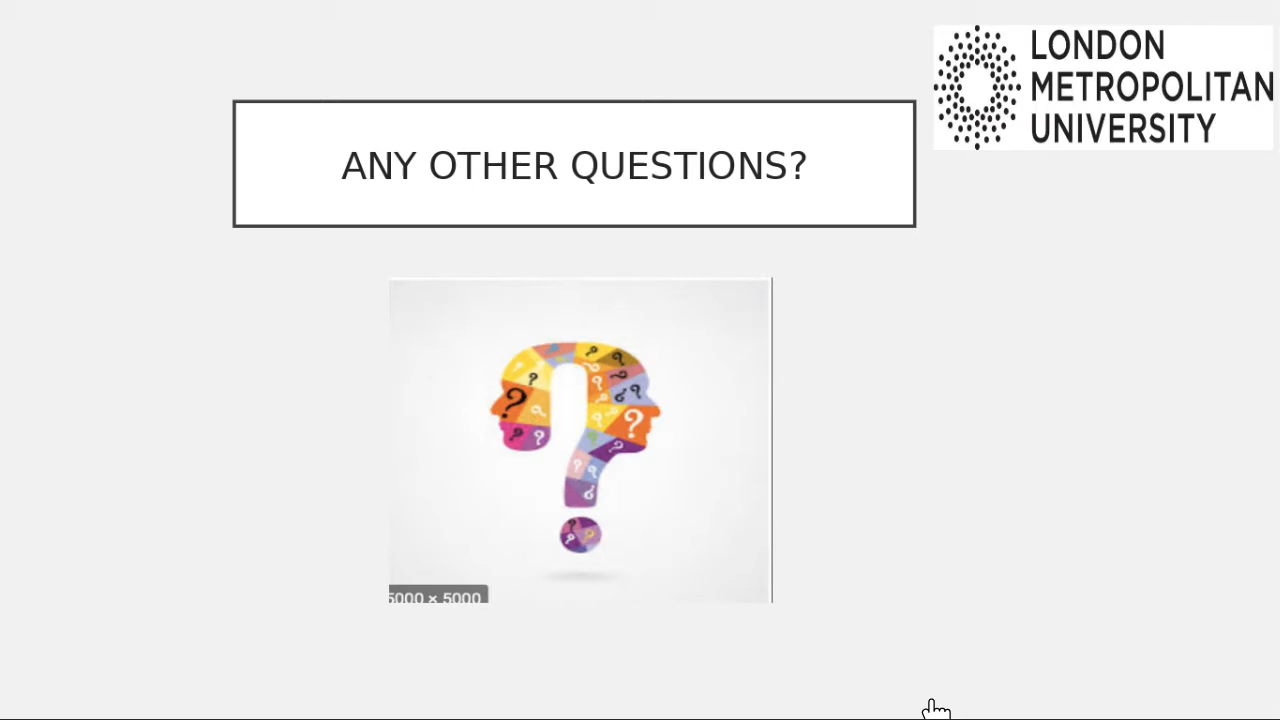 LONDON
METROPOLITAN
UNIVERSITY
ANY OTHER QUESTIONS?
5000 × 5000